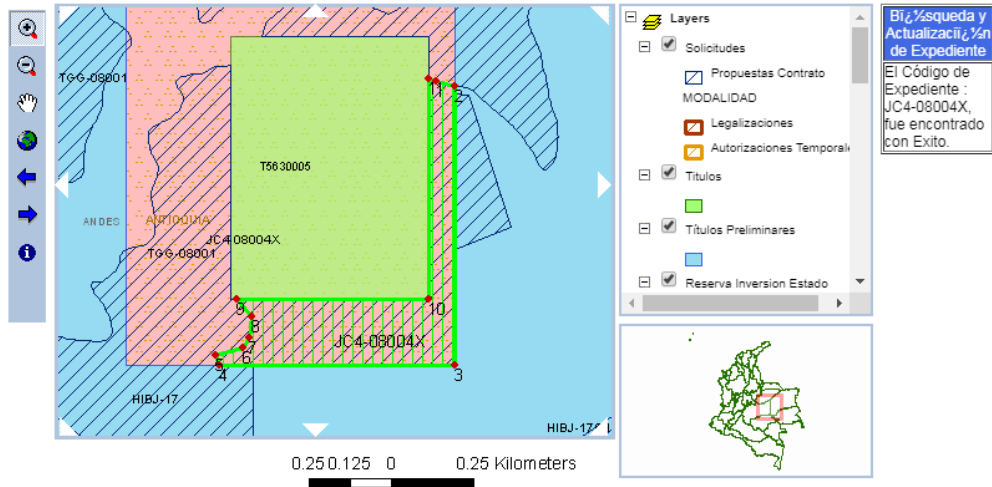 TGG-08001
T5630005
ANDES
ANTIOQUIA
JC4-08004X
TGG-08001
HIBJ-17
11
2
9
10
8
7
6
5
4
3
JC4-08004X
0.25 0.125 0 0.25 Kilometers
Layers
Solicitudes
Propuestas Contrato
MODALIDAD
Legalizaciones
Autorizaciones Temporale
Titulos
Títulos Preliminares
Reserva Inversion Estado
Bï¿½squeda y
Actualizaciï¿½n
de Expediente
El Código de
Expediente :
JC4-08004X,
fue encontrado
con Exito.